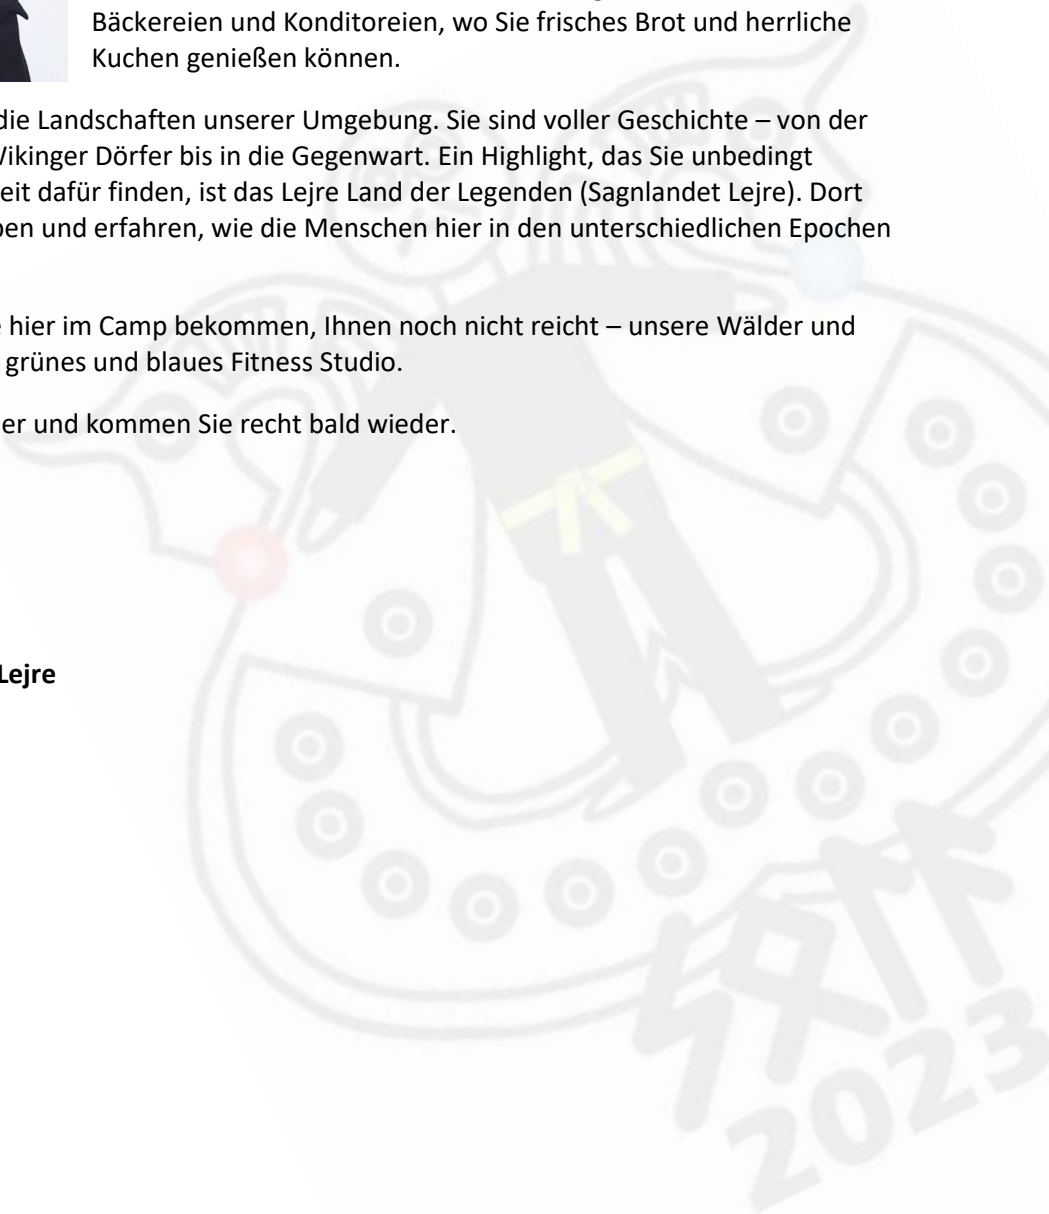 Bäckereien und Konditoreien, wo Sie frisches Brot und herrliche
Kuchen genießen können.
die Landschaften unserer Umgebung. Sie sind voller Geschichte – von der
Wikinger Dörfer bis in die Gegenwart. Ein Highlight, das Sie unbedingt
eit dafür finden, ist das Lejre Land der Legenden (Sagnlandet Lejre). Dort
ben und erfahren, wie die Menschen hier in den unterschiedlichen Epochen
e hier im Camp bekommen, Ihnen noch nicht reicht – unsere Wälder und
grünes und blaues Fitness Studio.
er und kommen Sie recht bald wieder.
Lejre
2023